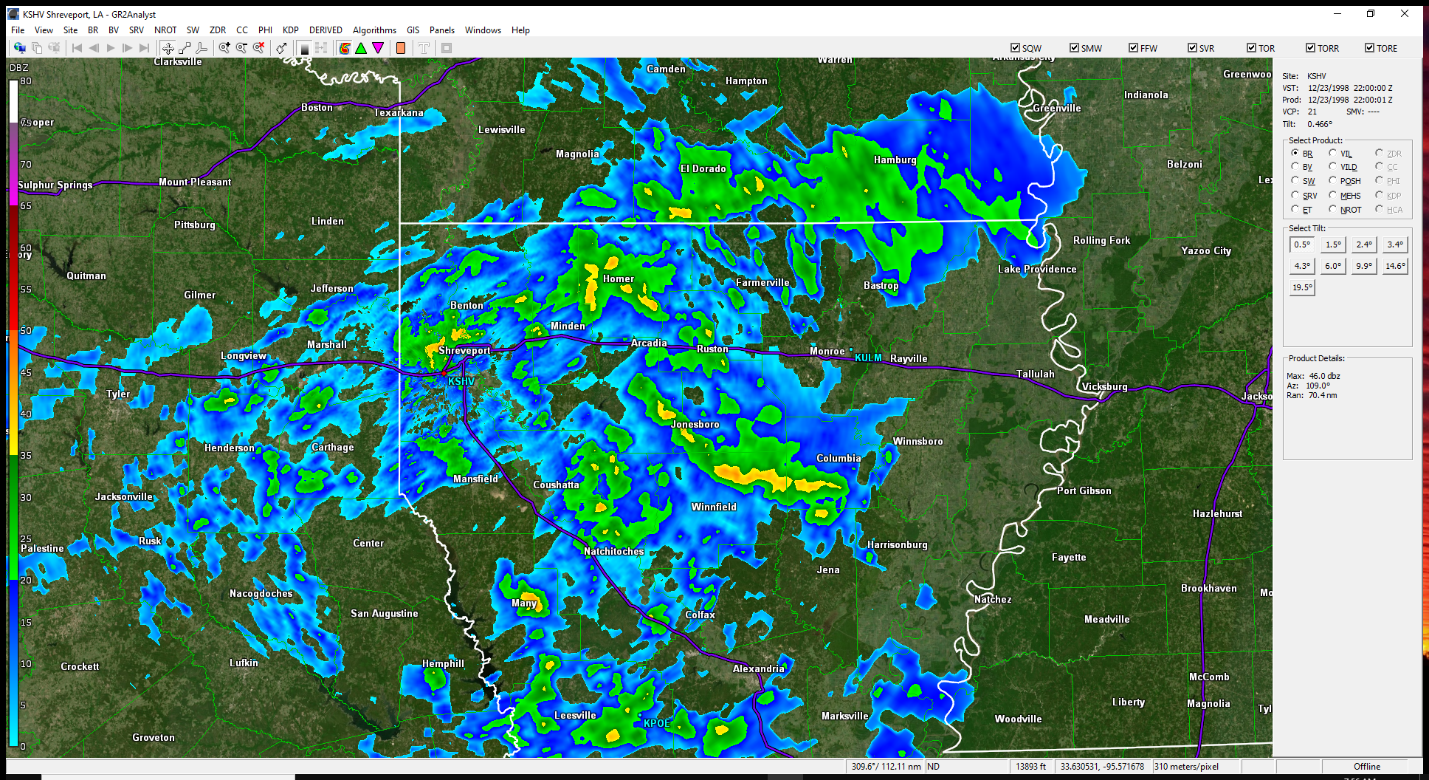 KSHV Shreveport, LA - GR2Analyst
File View Site BR BV SRV NROT SW ZDR CC PHI KDP DERIVED Algorithms GIS Panels Windows Help
SQW SMW FFW SVR TOR TORR TORE
DBZ
80
75
70
65
60
55
50
45
40
35
30
25
20
15
10
5
0
Clarksville
Camden
Warren
Arkansas City
Hampton
Greenwoo
Indianola
Greenville
Boston
Texarkana
ooper
Lewisville
Magnolia
El Dorado
Hamburg
Belzoni
Lex
Sulphur Springs
Mount Pleasant
Pittsburg
Linden
Rolling Fork
Yazoo City
Quitman
Gilmer
Jefferson
Homer
Farmerville
Bastrop
Lake Providence
Benton
Minden
Longview
Marshall
Shreveport
Arcadia
Ruston
Monroe
KULM
Rayville
KSHV
Tallulah
Vicksburg
Jackso
Tyler
Henderson
Carthage
Jonesboro
Winnsboro
Columbia
Mansfield
Coushatta
Winnfield
Port Gibson
Jacksonville
Hazlehurst
Palestine
Rusk
Center
Natchitoches
Harrisonburg
Jena
Fayette
Nacogdoches
San Augustine
Many
Colfax
Natchez
Brookhaven
Mo
Meadville
Crockett
Lufkin
Hemphill
Alexandria
McComb
Leesville
KPOE
Marksville
Woodville
Liberty
Magnolia
Tyl
Groveton
Site: KSHV
VST: 12/23/1998 22:00:00 Z
Prod: 12/23/1998 22:00:01 Z
VCP: 21 SMV: ----
Tilt: 0.466°
Select Product:
BR VIL ZDR
BV VILD CC
SW POSH PHI
SRV MEHS KDP
ET NROT HCA
Select Tilt:
0.5° 1.5° 2.4° 3.4°
4.3° 6.0° 9.9° 14.6°
19.5°
Product Details:
Max: 46.0 dbz
Az: 109.0°
Ran: 70.4 nm
309.6°/ 112.11 nm ND 13893 ft 33.630531, -95.571678 310 meters/pixel Offline